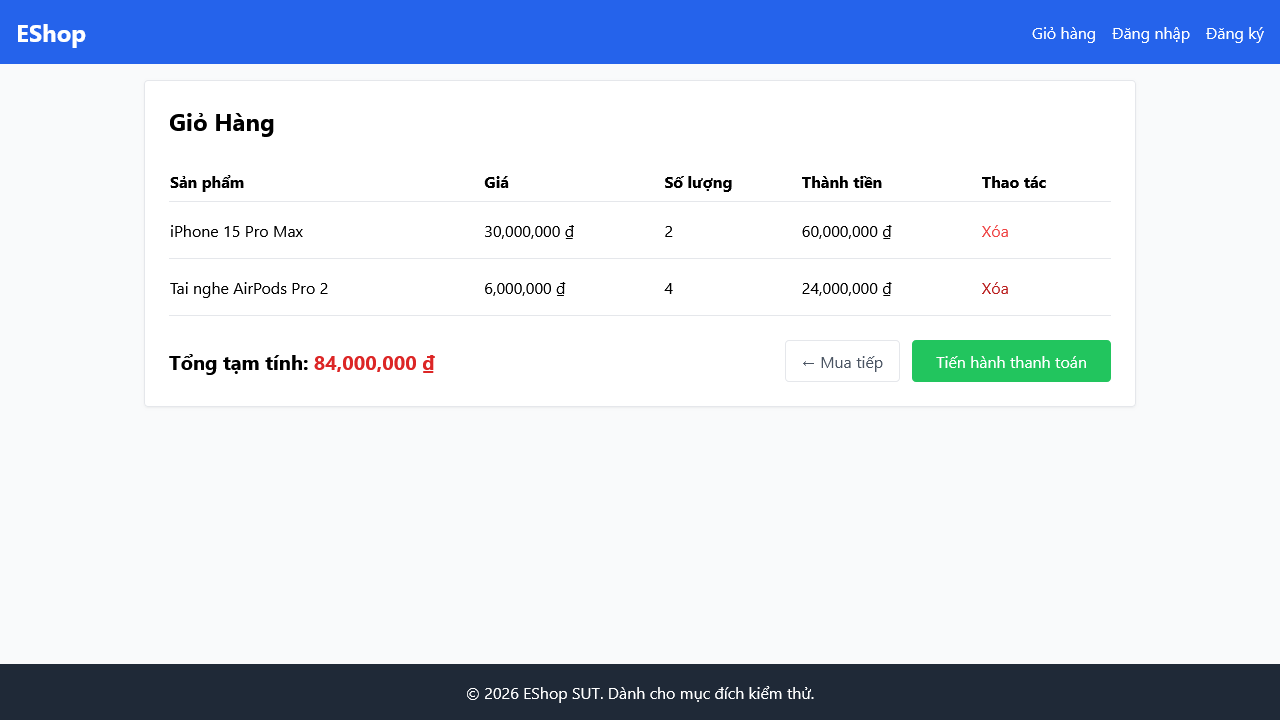 EShop Giỏ hàng Đăng nhập Đăng ký
Giỏ Hàng
Sản phẩm Giá Số lượng Thành tiền Thao tác
iPhone 15 Pro Max 30,000,000 ₫ 2 60,000,000 ₫ Xóa
Tai nghe AirPods Pro 2 6,000,000 ₫ 4 24,000,000 ₫ Xóa
Tổng tạm tính: 84,000,000 ₫ ← Mua tiếp Tiến hành thanh toán
© 2026 EShop SUT. Dành cho mục đích kiểm thử.